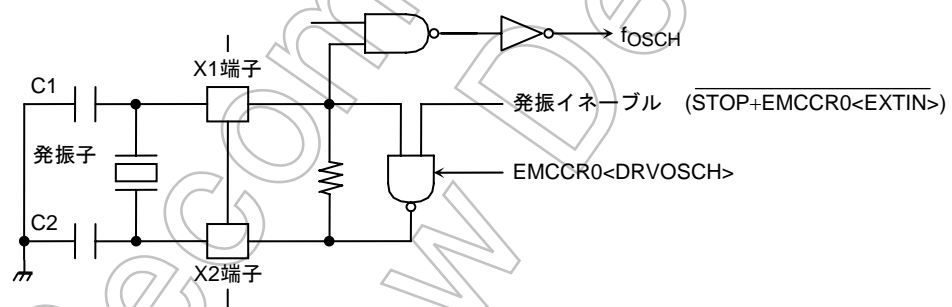 fOSCH
X1端子
C1
発振イネーブル (STOP+EMCCR0<EXTIN>)
発振子
EMCCR0<DRVOSCH>
C2
X2端子